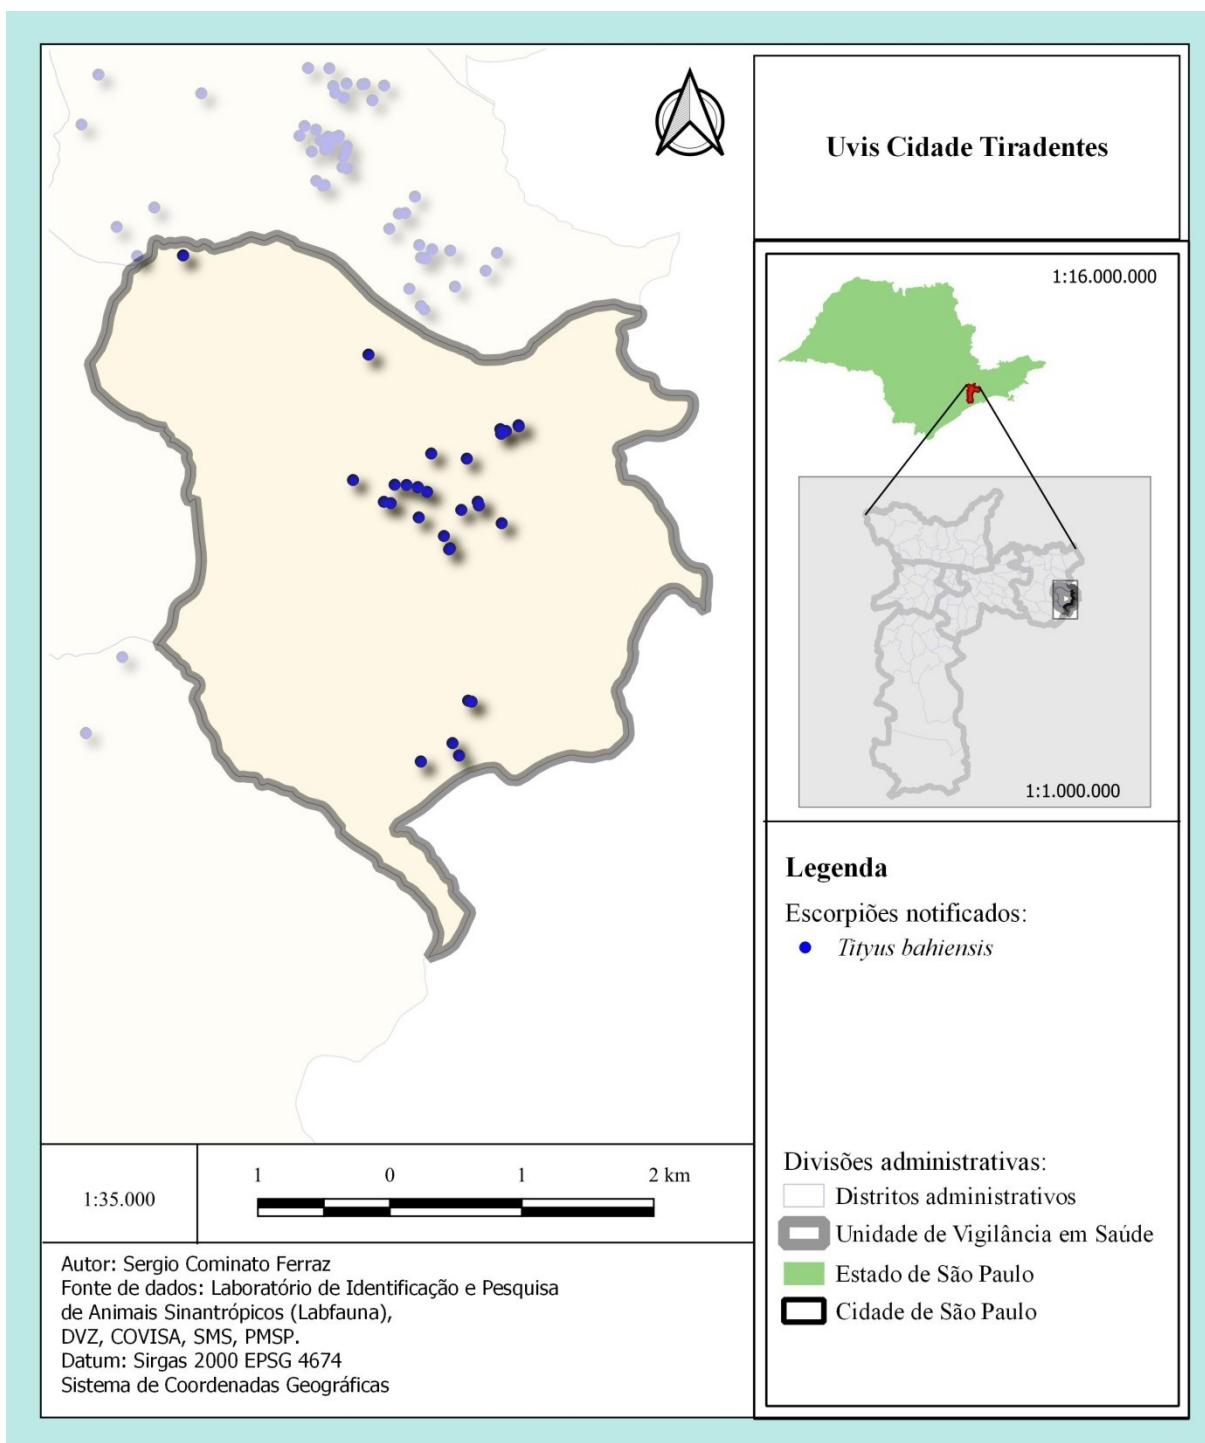 Uvis Cidade Tiradentes
1:16.000.000
1:1.000.000
Legenda
Escorpiões notificados:
Tityus bahiensis
Divisões administrativas:
Distritos administrativos
Unidade de Vigilância em Saúde
Estado de São Paulo
Cidade de São Paulo
1:35.000
1 0 1 2 km
Autor: Sergio Cominato Ferraz
Fonte de dados: Laboratório de Identificação e Pesquisa
de Animais Sinantrópicos (Labfauna),
DVZ, COVISA, SMS, PMSP.
Datum: Sirgas 2000 EPSG 4674
Sistema de Coordenadas Geográficas